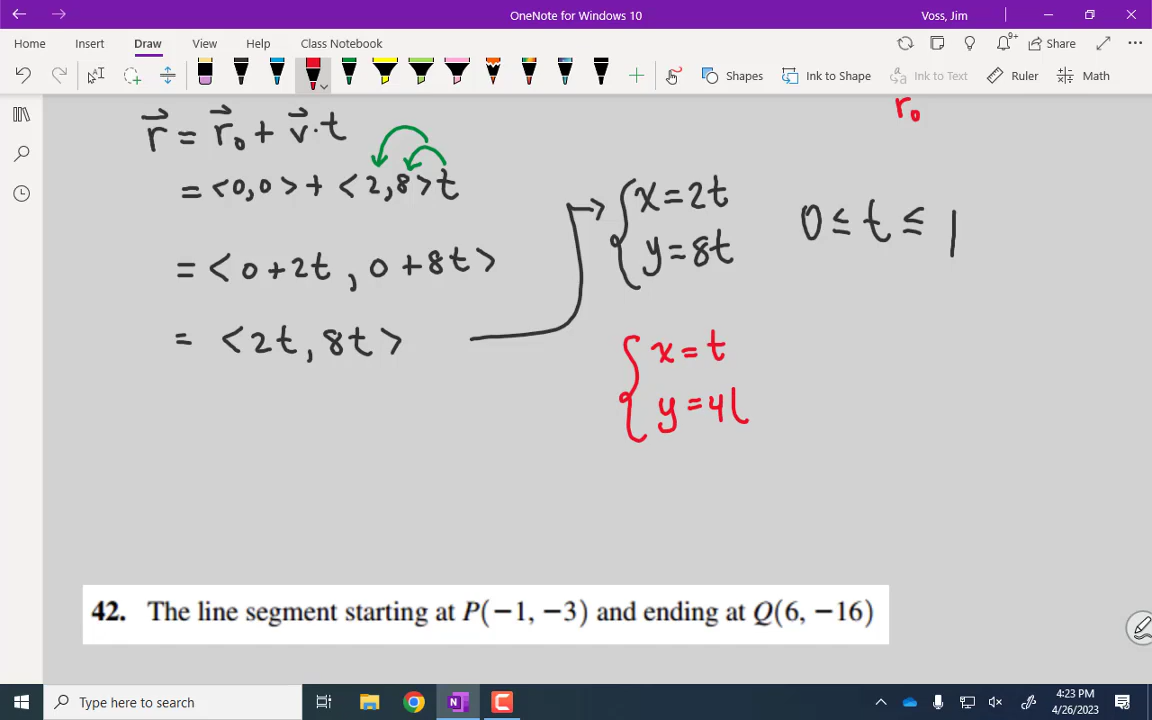 OneNote for Windows 10
Voss, Jim
Home Insert Draw View Help Class Notebook
9+ Share
Shapes Ink to Shape Ink to Text Ruler Math
r⃗ = r⃗₀ + v⃗·t
r₀
= <0,0> + <2,8>t
x=2t
y=8t
0 ≤ t ≤ 1
= <0+2t, 0+8t>
= <2t, 8t>
x=t
y=4t
42. The line segment starting at P(−1, −3) and ending at Q(6, −16)
Type here to search
4:23 PM
4/26/2023